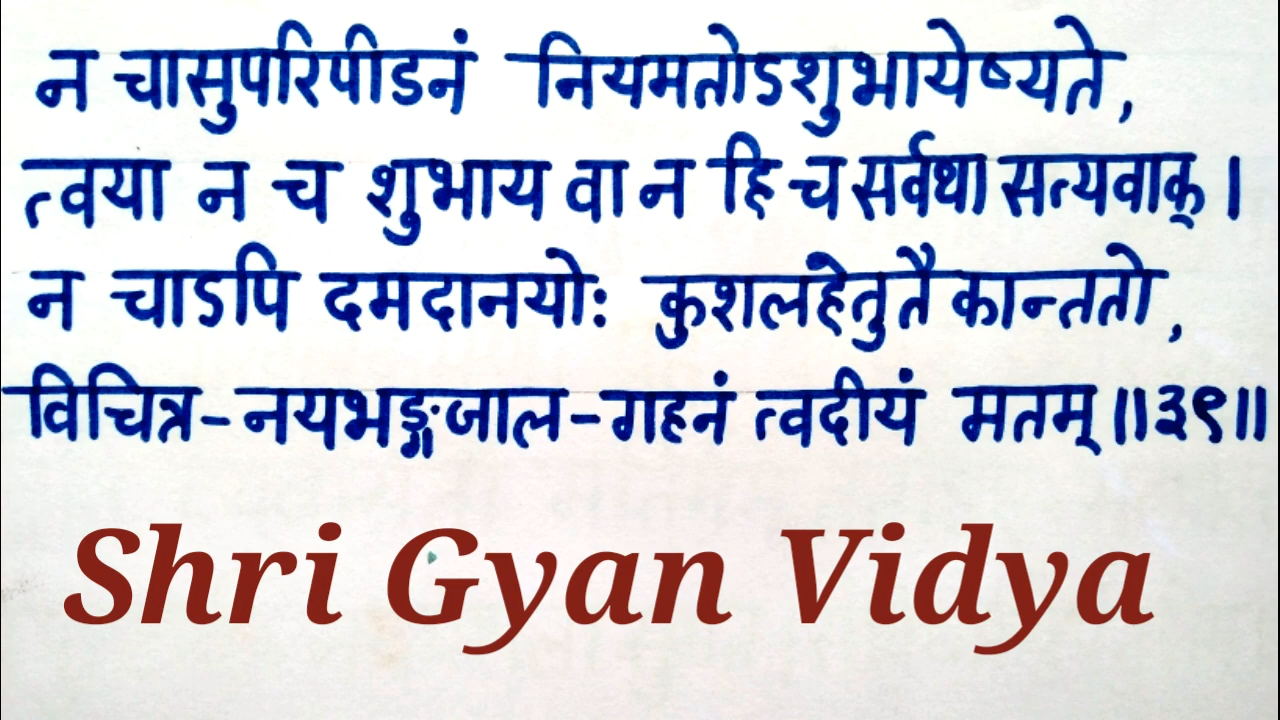 न चासुपरिपीडनं नियमतोऽशुभायेष्यते,
त्वया न च शुभाय वा न हि च सर्वथा सत्यवाक् ।
न चाऽपि दमदानयोः कुशलहेतुतैकान्ततो,
विचित्र-नयभङ्गजाल-गहनं त्वदीयं मतम् ॥३९॥
Shri Gyan Vidya